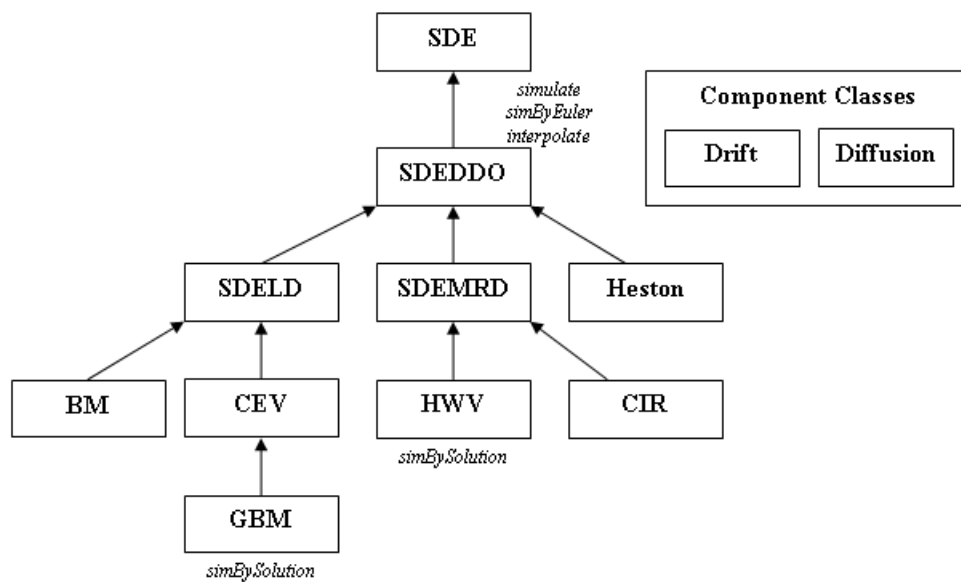 SDE
simulate
simByEuler
interpolate
Component Classes
Drift
Diffusion
SDEDDO
SDELD
SDEMRD
Heston
BM
CEV
HWV
CIR
simBySolution
GBM
simBySolution